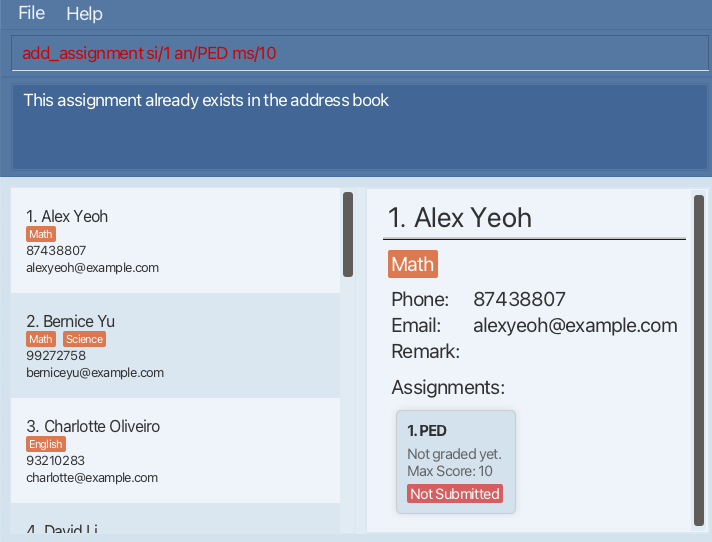 File Help
add_assignment si/1 an/PED ms/10
This assignment already exists in the address book
1. Alex Yeoh
Math
87438807
alexyeoh@example.com
2. Bernice Yu
Math Science
99272758
berniceyu@example.com
3. Charlotte Oliveiro
English
93210283
charlotte@example.com
4. David Li
1. Alex Yeoh
Math
Phone: 87438807
Email: alexyeoh@example.com
Remark:
Assignments:
1. PED
Not graded yet.
Max Score: 10
Not Submitted